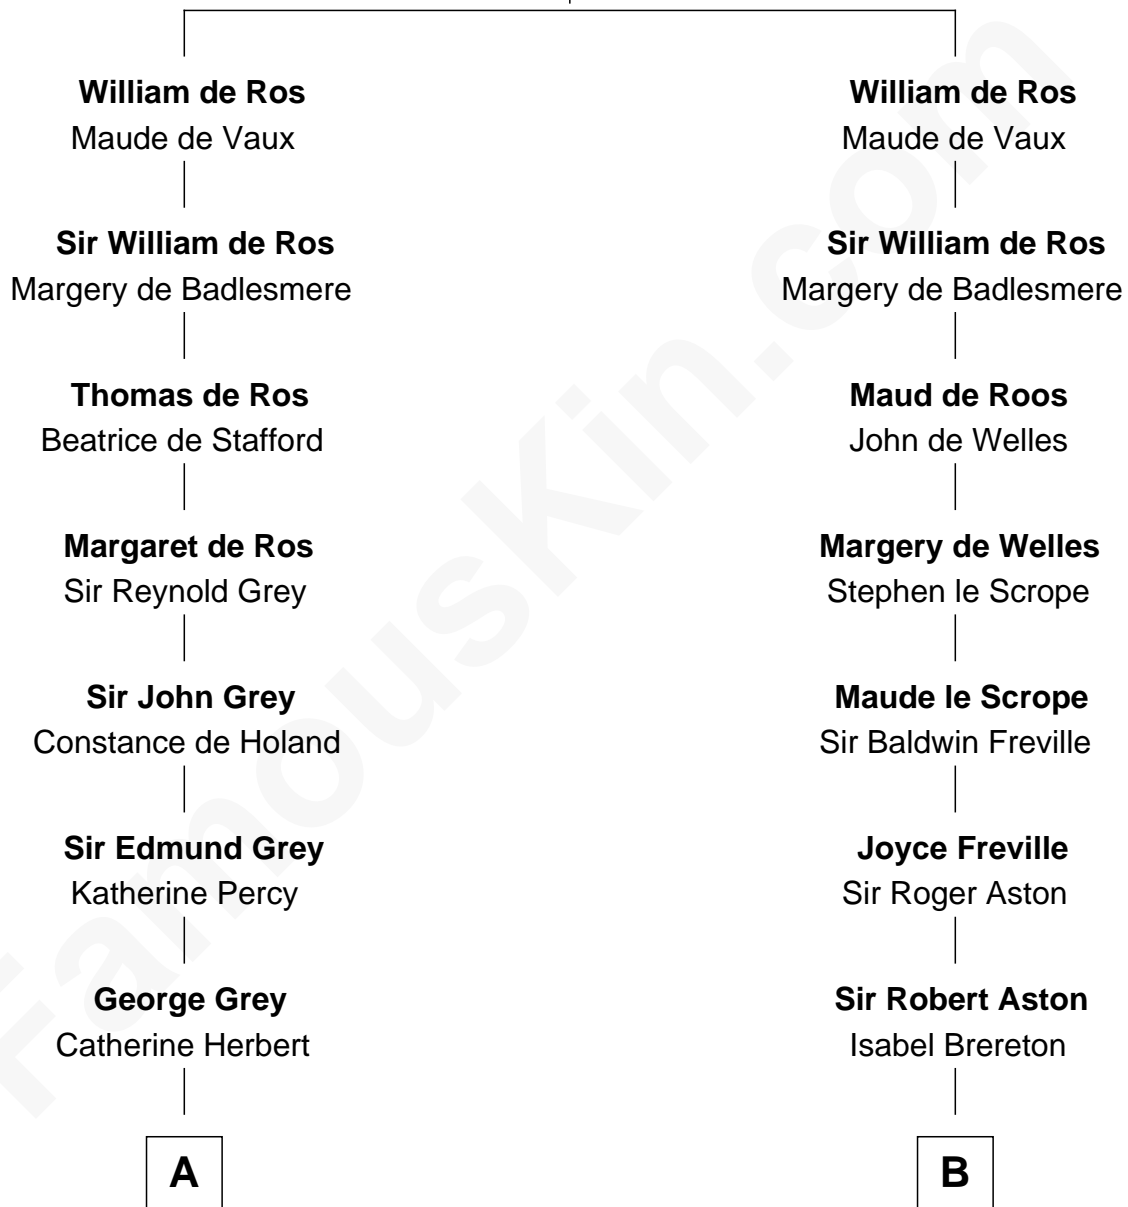 William de Ros
Maude de Vaux
Sir William de Ros
Margery de Badlesmere
Thomas de Ros
Beatrice de Stafford
Margaret de Ros
Sir Reynold Grey
Sir John Grey
Constance de Holand
Sir Edmund Grey
Katherine Percy
George Grey
Catherine Herbert
A
William de Ros
Maude de Vaux
Sir William de Ros
Margery de Badlesmere
Maud de Roos
John de Welles
Margery de Welles
Stephen le Scrope
Maude le Scrope
Sir Baldwin Freville
Joyce Freville
Sir Roger Aston
Sir Robert Aston
Isabel Brereton
B
FamousKin.com